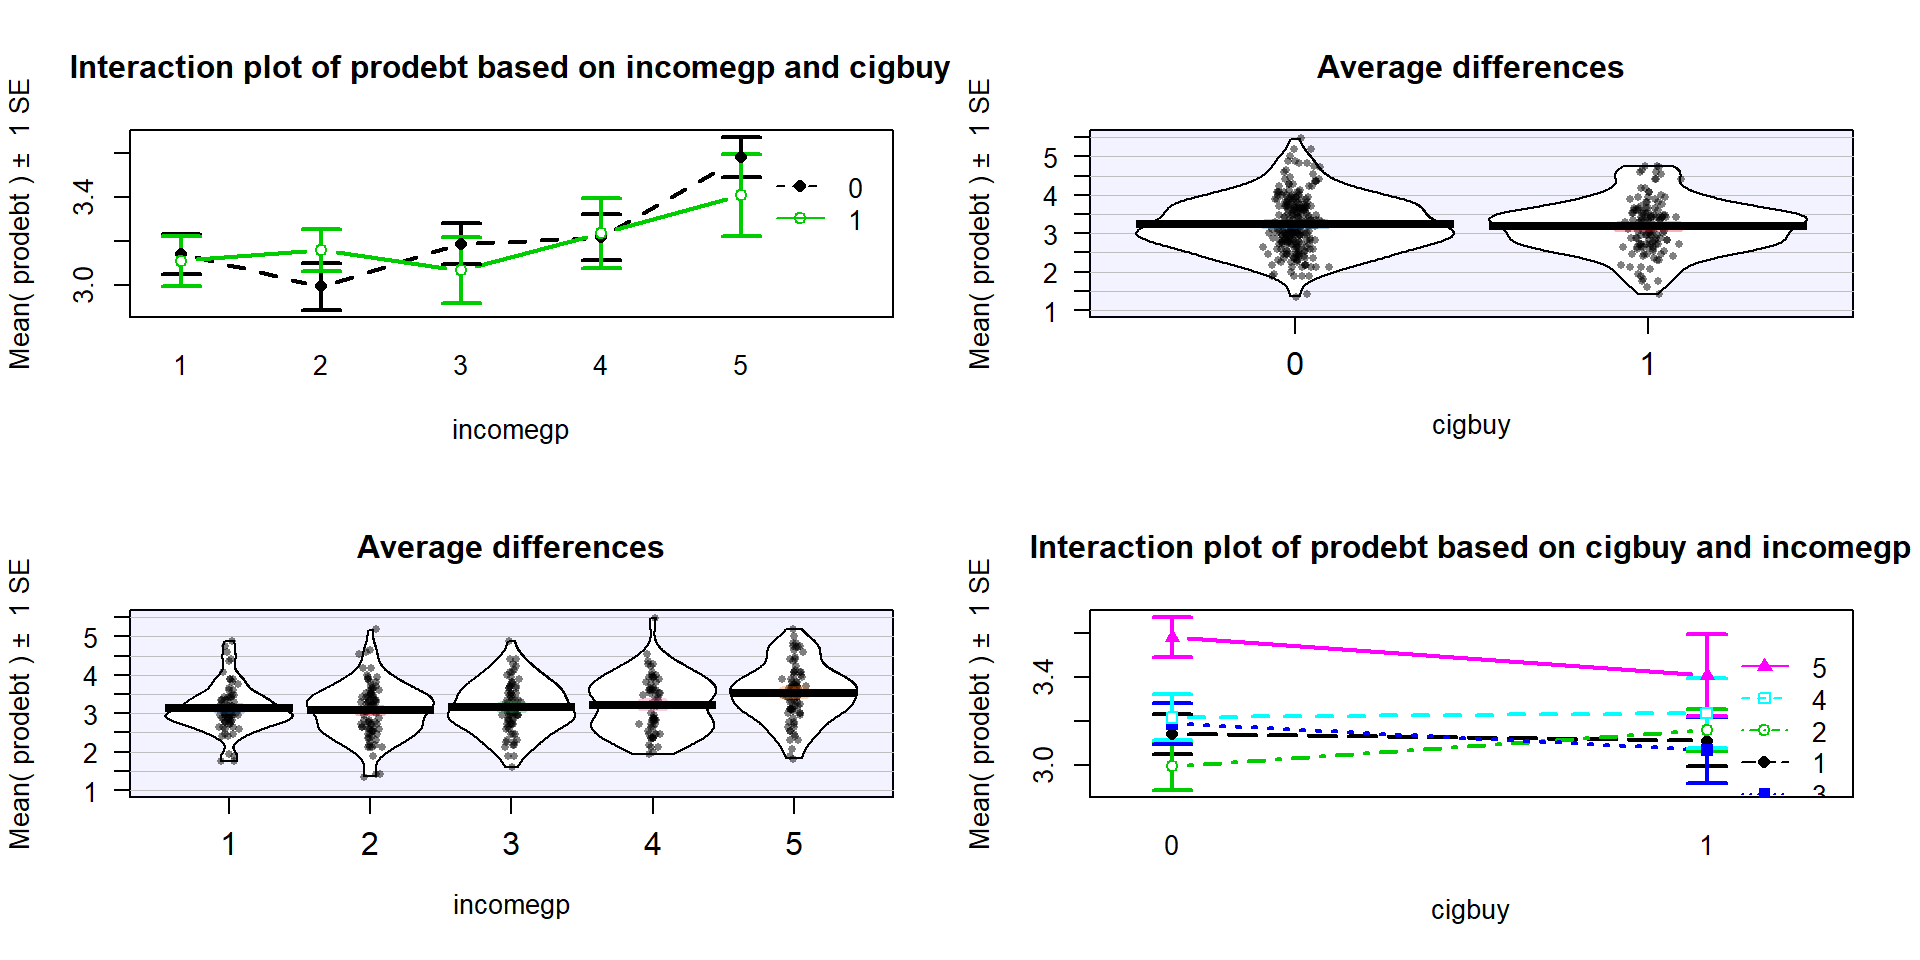 Interaction plot of prodebt based on incomegp and cigbuy
Mean( prodebt ) ± 1 SE
3.4
3.0
0
1
1 2 3 4 5
incomegp
Average differences
Mean( prodebt ) ± 1 SE
5
4
3
2
1
0 1
cigbuy
Average differences
Mean( prodebt ) ± 1 SE
5
4
3
2
1
1 2 3 4 5
incomegp
Interaction plot of prodebt based on cigbuy and incomegp
Mean( prodebt ) ± 1 SE
3.4
3.0
5
4
2
1
3
0 1
cigbuy